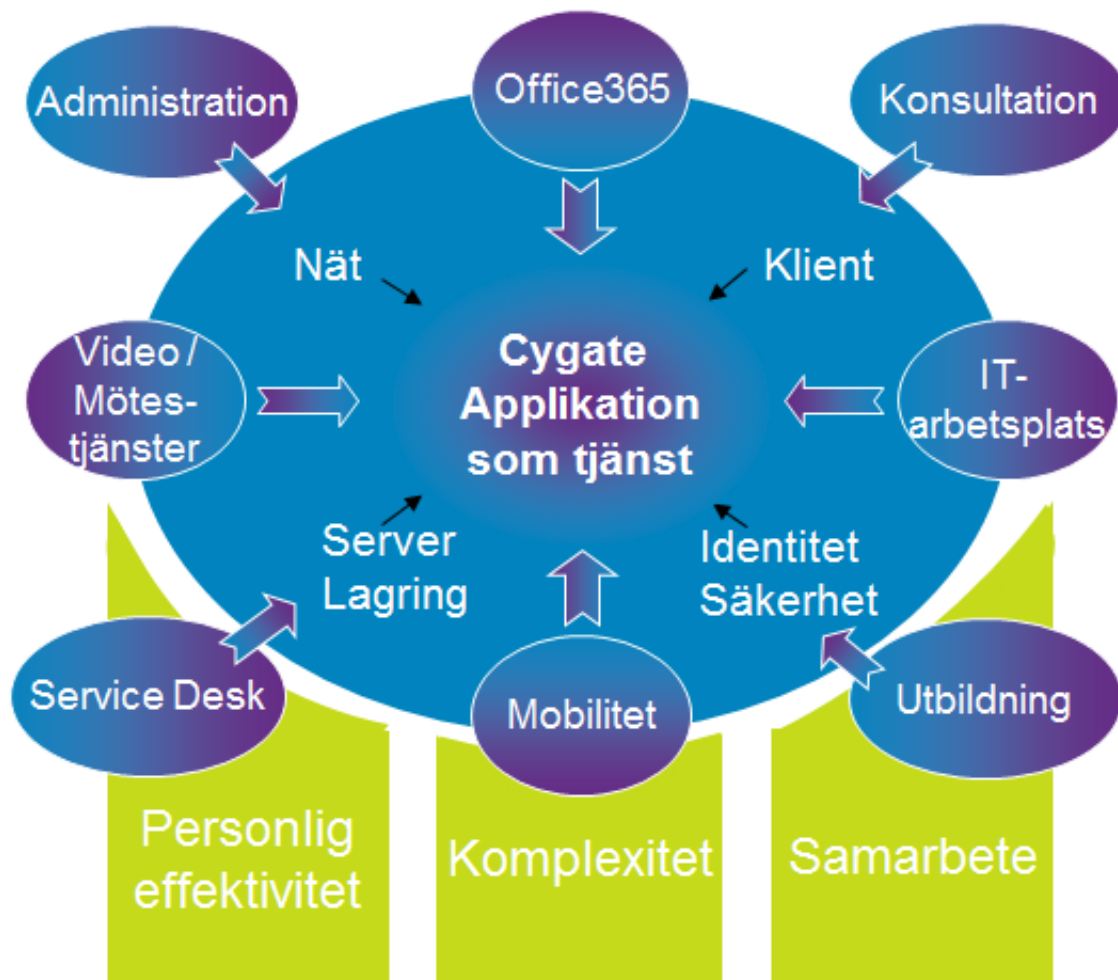 Administration
Office365
Konsultation
Nät
Klient
Video /
Mötes-
tjänster
Cygate
Applikation
som tjänst
IT-
arbetsplats
Server
Lagring
Identitet
Säkerhet
Service Desk
Mobilitet
Utbildning
Personlig
effektivitet
Komplexitet
Samarbete